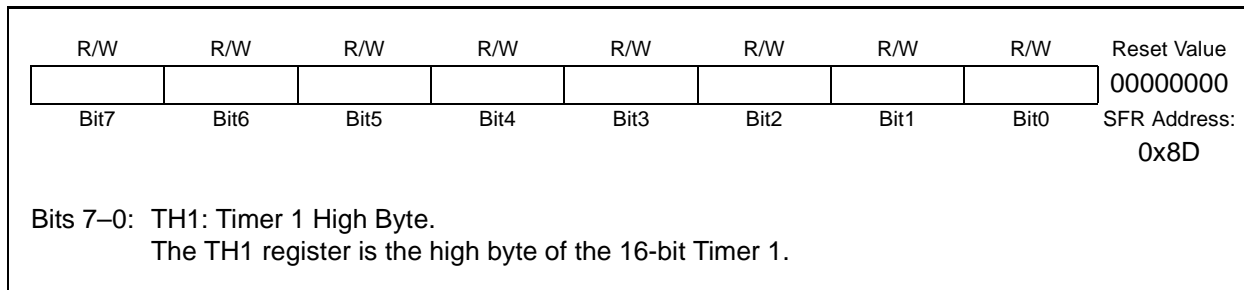 R/W R/W R/W R/W R/W R/W R/W R/W Reset Value
00000000
Bit7 Bit6 Bit5 Bit4 Bit3 Bit2 Bit1 Bit0 SFR Address:
0x8D
Bits 7–0: TH1: Timer 1 High Byte.
The TH1 register is the high byte of the 16-bit Timer 1.